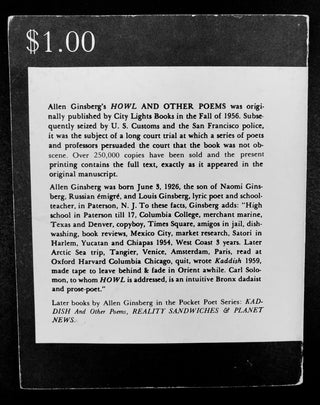 $1.00
Allen Ginsberg's HOWL AND OTHER POEMS was origi-
nally published by City Lights Books in the Fall of 1956. Subse-
quently seized by U. S. Customs and the San Francisco police,
it was the subject of a long court trial at which a series of poets
and professors persuaded the court that the book was not ob-
scene. Over 250,000 copies have been sold and the present
printing contains the full text, exactly as it appeared in the
original manuscript.
Allen Ginsberg was born June 3, 1926, the son of Naomi Gins-
berg, Russian émigré, and Louis Ginsberg, lyric poet and school-
teacher, in Paterson, N. J. To these facts, Ginsberg adds: "High
school in Paterson till 17, Columbia College, merchant marine,
Texas and Denver, copyboy, Times Square, amigos in jail, dish-
washing, book reviews, Mexico City, market research, Satori in
Harlem, Yucatan and Chiapas 1954, West Coast 3 years. Later
Arctic Sea trip, Tangier, Venice, Amsterdam, Paris, read at
Oxford Harvard Columbia Chicago, quit, wrote Kaddish 1959,
made tape to leave behind & fade in Orient awhile. Carl Solo-
mon, to whom HOWL is addressed, is an intuitive Bronx dadaist
and prose-poet."
Later books by Allen Ginsberg in the Pocket Poet Series: KAD-
DISH And Other Poems, REALITY SANDWICHES & PLANET
NEWS.